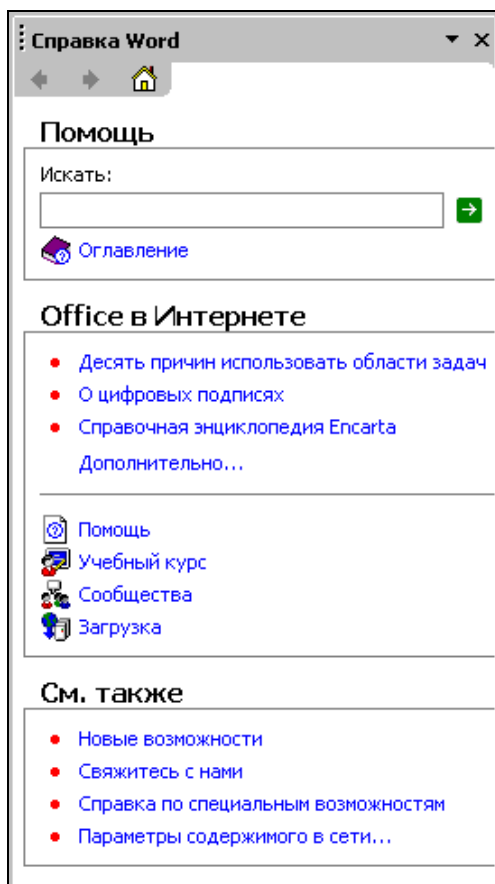 Справка Word
Помощь
Искать:
Оглавление
Office в Интернете
Десять причин использовать области задач
О цифровых подписях
Справочная энциклопедия Encarta
Дополнительно...
Помощь
Учебный курс
Сообщества
Загрузка
См. также
Новые возможности
Свяжитесь с нами
Справка по специальным возможностям
Параметры содержимого в сети...